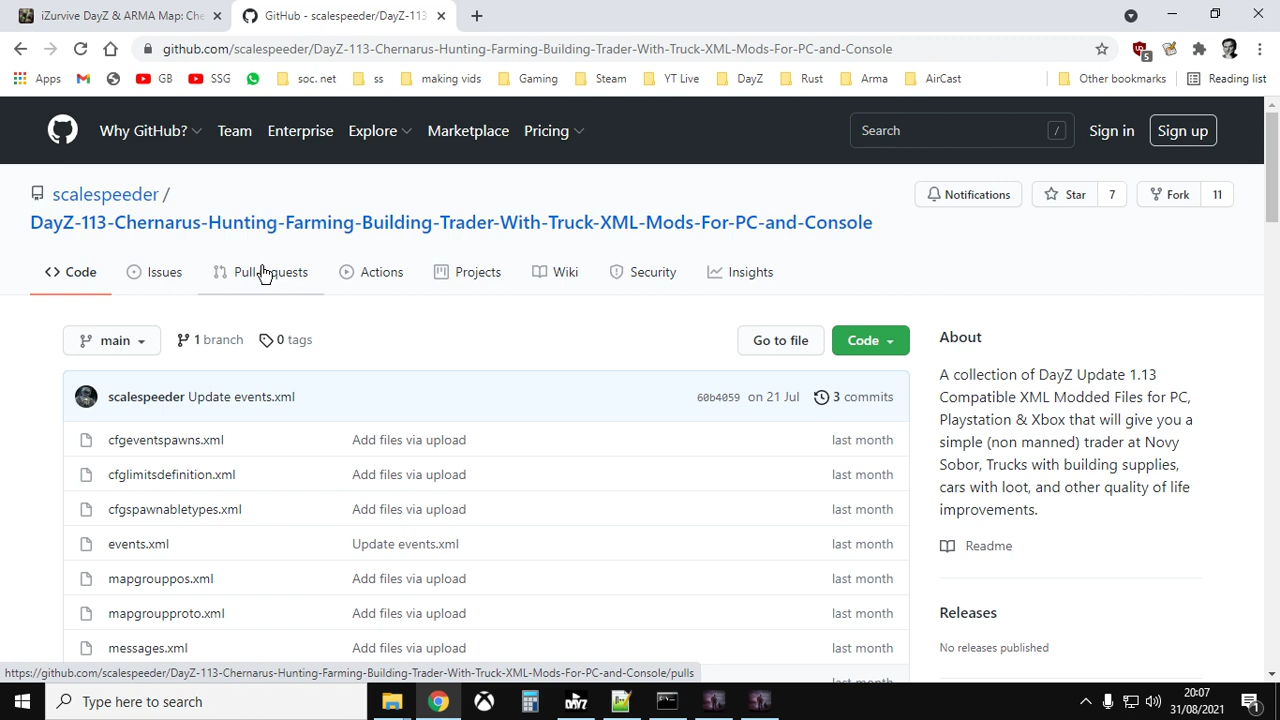 iZurvive DayZ & ARMA Map: Che
GitHub - scalespeeder/DayZ-113
github.com/scalespeeder/DayZ-113-Chernarus-Hunting-Farming-Building-Trader-With-Truck-XML-Mods-For-PC-and-Console
5
Apps GB SSG soc. net ss making vids Gaming Steam YT Live DayZ Rust Arma AirCast Other bookmarks Reading list
Why GitHub? Team Enterprise Explore Marketplace Pricing Search / Sign in Sign up
scalespeeder / Notifications Star 7 Fork 11
DayZ-113-Chernarus-Hunting-Farming-Building-Trader-With-Truck-XML-Mods-For-PC-and-Console
Code Issues Pull requests Actions Projects Wiki Security Insights
main 1 branch 0 tags Go to file Code
scalespeeder Update events.xml 60b4059 on 21 Jul 3 commits
cfgeventspawns.xml Add files via upload last month
cfglimitsdefinition.xml Add files via upload last month
cfgspawnabletypes.xml Add files via upload last month
events.xml Update events.xml last month
mapgrouppos.xml Add files via upload last month
mapgroupproto.xml Add files via upload last month
messages.xml Add files via upload last month
last month
About
A collection of DayZ Update 1.13
Compatible XML Modded Files for PC,
Playstation & Xbox that will give you a
simple (non manned) trader at Novy
Sobor, Trucks with building supplies,
cars with loot, and other quality of life
improvements.
Readme
Releases
No releases published
https://github.com/scalespeeder/DayZ-113-Chernarus-Hunting-Farming-Building-Trader-With-Truck-XML-Mods-For-PC-and-Console/pulls
Type here to search
20:07
31/08/2021
1